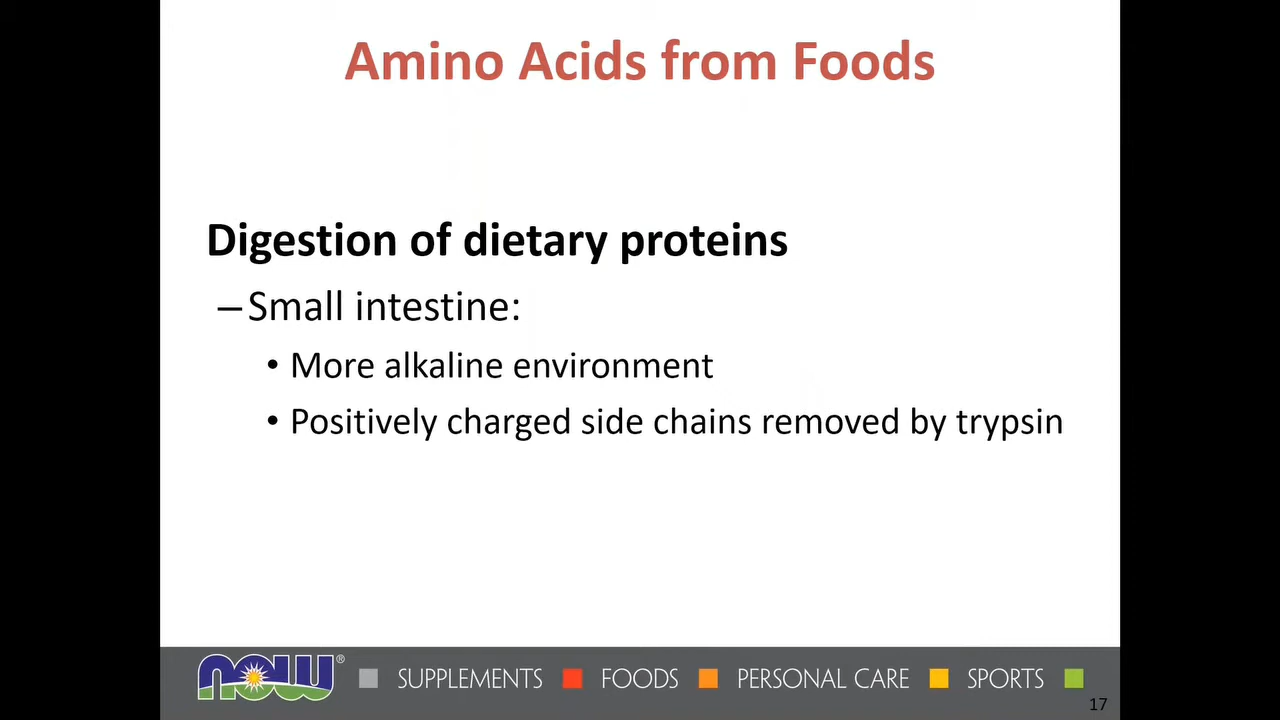 Amino Acids from Foods
Digestion of dietary proteins
– Small intestine:
• More alkaline environment
• Positively charged side chains removed by trypsin
now® SUPPLEMENTS FOODS PERSONAL CARE SPORTS
17